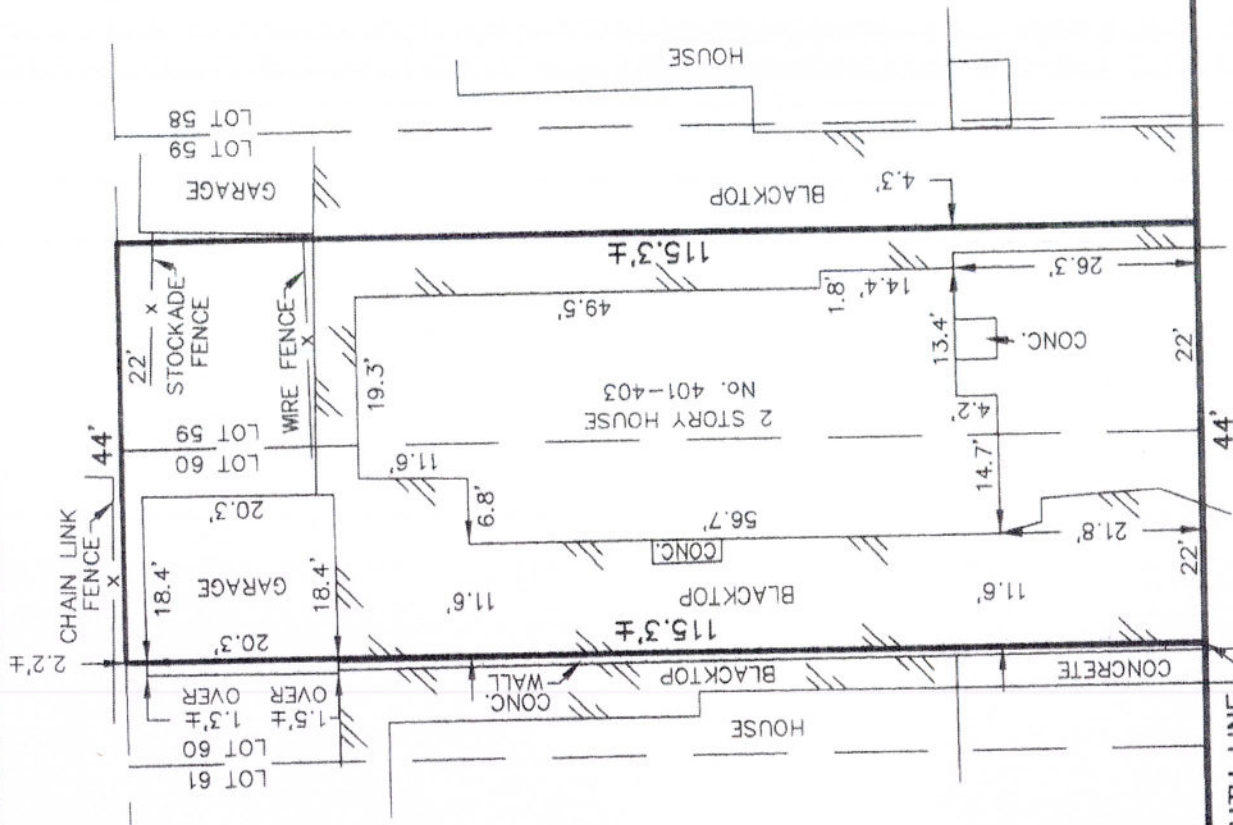 HOUSE
LOT 58
LOT 59
GARAGE
BLACKTOP
4.3'
115.3'±
22'
x
STOCKADE
FENCE
WIRE FENCE
x
49.5'
1.8'
14.4'
26.3'
19.3'
13.4'
CONC.
2 STORY HOUSE
No. 401-403
4.2'
22'
44'
LOT 59
LOT 60
11.6'
14.7'
44'
6.8'
56.7'
CONC.
21.8'
CHAIN LINK
FENCE
x
20.3'
18.4'
GARAGE
18.4'
20.3'
11.6'
BLACKTOP
11.6'
22'
115.3'±
2.2'±
1.3'±
OVER
1.5'±
OVER
CONC.
WALL
BLACKTOP
CONCRETE
HOUSE
LOT 60
LOT 61
LINE